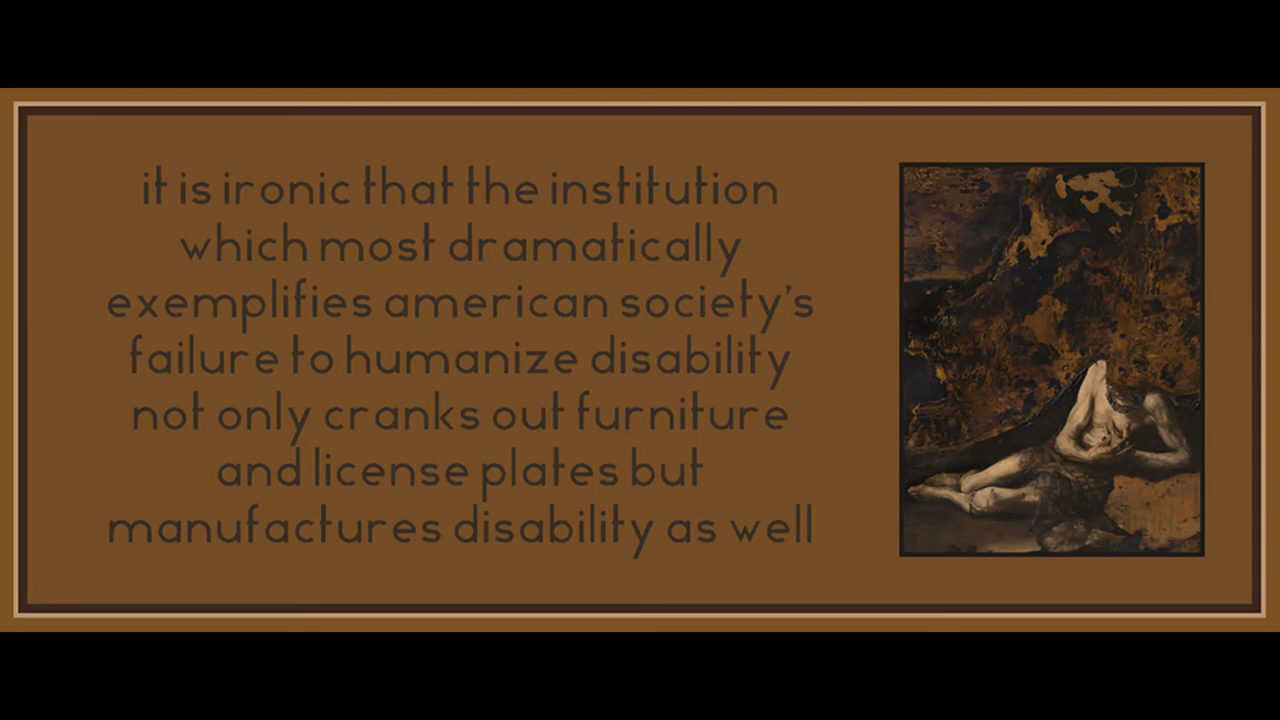 it is ironic that the institution
which most dramatically
exemplifies american society's
failure to humanize disability
not only cranks out furniture
and license plates but
manufactures disability as well